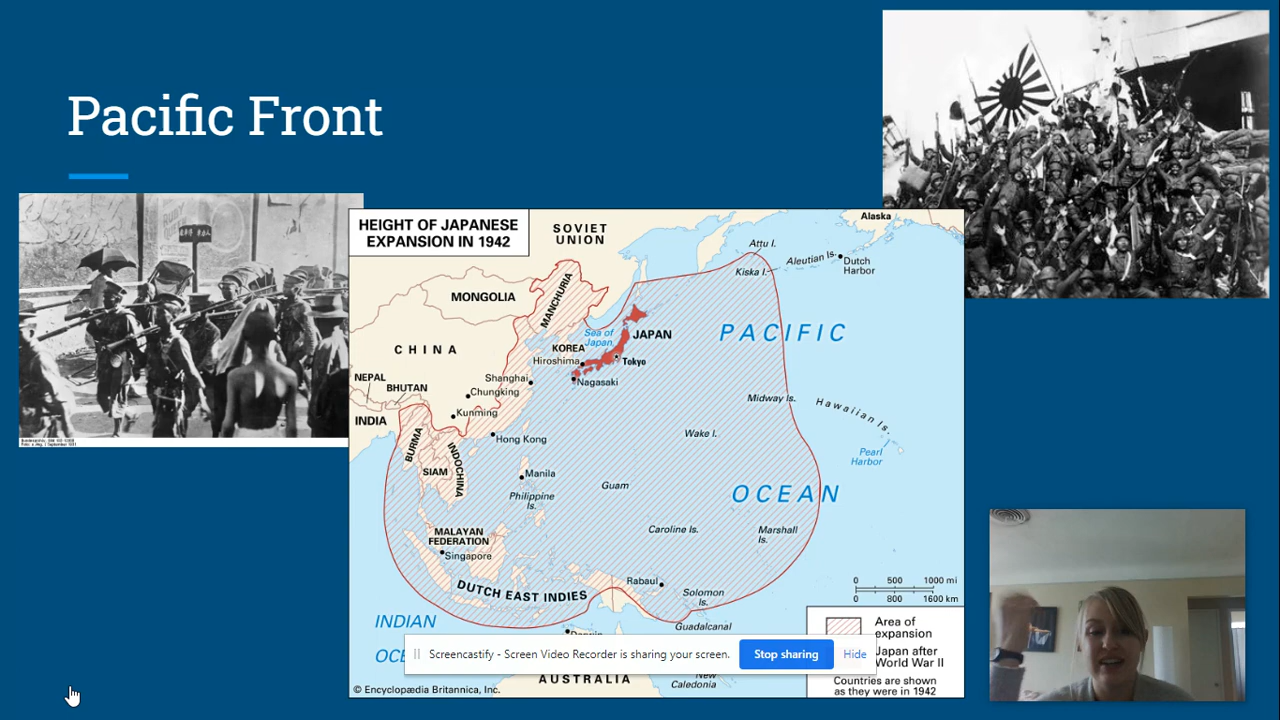 Pacific Front
HEIGHT OF JAPANESE
EXPANSION IN 1942
SOVIET
UNION
Alaska
Attu I.
Kiska I.
Aleutian Is.
Dutch
Harbor
MONGOLIA
MANCHURIA
CHINA
Sea of
Japan
JAPAN
KOREA
Hiroshima
Tokyo
Nagasaki
PACIFIC
NEPAL
BHUTAN
Shanghai
Chungking
Kunming
INDIA
Midway Is.
Hawaiian Is.
Wake I.
Pearl
Harbor
BURMA
INDOCHINA
SIAM
Hong Kong
Manila
Philippine
Is.
Guam
OCEAN
MALAYAN
FEDERATION
Singapore
Caroline Is.
Marshall
Is.
DUTCH EAST INDIES
Rabaul
Solomon
Is.
Guadalcanal
0 500 1000 mi
0 800 1600 km
INDIAN
Area of
expansion
Japan after
World War II
Countries are shown
as they were in 1942
Screencastify - Screen Video Recorder is sharing your screen.
Stop sharing
Hide
AUSTRALIA
New
Caledonia
© Encyclopædia Britannica, Inc.